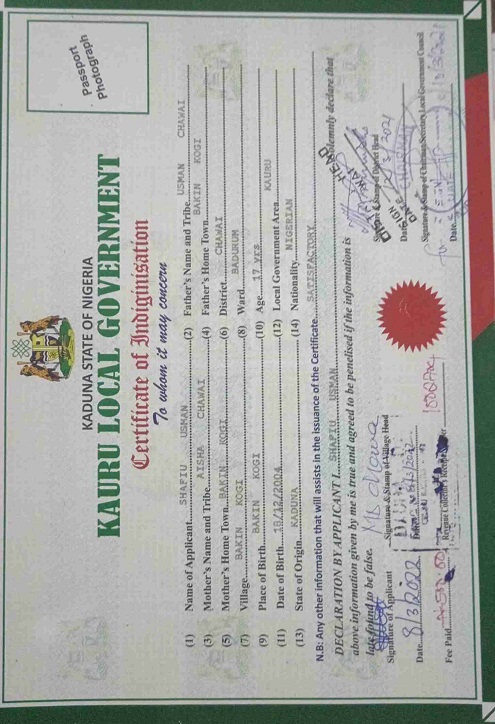 Passport
Photograph
KADUNA STATE OF NIGERIA
KAURU LOCAL GOVERNMENT
Certificate of Indiginisation
To whom it may concern
(1) Name of Applicant SHAFIU USMAN (2) Father's Name and Tribe USMAN CHAWAI
(3) Mother's Name and Tribe AISHA CHAWAI (4) Father's Home Town BAKIN KOGI
(5) Mother's Home Town BAKIN KOGI (6) District CHAWAI
(7) Village BAKIN KOGI (8) Ward BADURUM
(9) Place of Birth BAKIN KOGI (10) Age 17 YRS
(11) Date of Birth 18/12/2004 (12) Local Government Area KAURU
(13) State of Origin KADUNA (14) Nationality NIGERIAN
N.B: Any other information that will assists in the issuance of the Certificate SATISFACTORY
DECLARATION BY APPLICANT I SHAFIU USMAN Solemnly declare that
above information given by me is true and agreed to be penelised if the information is
late found to be false.
Signature of Applicant
Signature & Stamp of Village Head
Signature & Stamp of District Head
Date 8/3/2022
Date
Date
Signature & Stamp of Chairman/Secretary Local Government Council
Fee Paid
Date